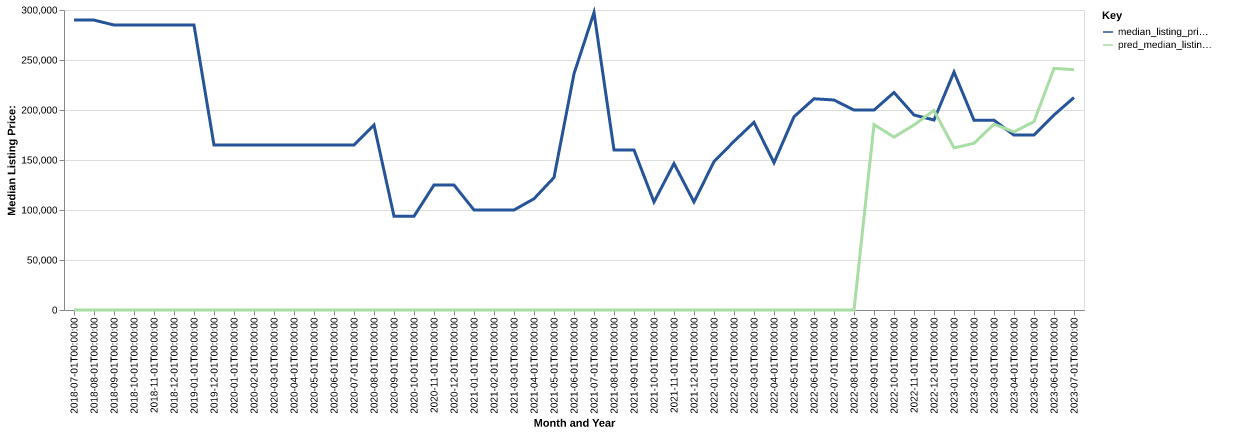 300,000
250,000
200,000
150,000
100,000
50,000
0
Median Listing Price:
2018-07-01T00:00:00
2018-08-01T00:00:00
2018-09-01T00:00:00
2018-10-01T00:00:00
2018-11-01T00:00:00
2018-12-01T00:00:00
2019-01-01T00:00:00
2019-12-01T00:00:00
2020-01-01T00:00:00
2020-02-01T00:00:00
2020-03-01T00:00:00
2020-04-01T00:00:00
2020-05-01T00:00:00
2020-06-01T00:00:00
2020-07-01T00:00:00
2020-08-01T00:00:00
2020-09-01T00:00:00
2020-10-01T00:00:00
2020-11-01T00:00:00
2020-12-01T00:00:00
2021-01-01T00:00:00
2021-02-01T00:00:00
2021-03-01T00:00:00
2021-04-01T00:00:00
2021-05-01T00:00:00
2021-06-01T00:00:00
2021-07-01T00:00:00
2021-08-01T00:00:00
2021-09-01T00:00:00
2021-10-01T00:00:00
2021-11-01T00:00:00
2021-12-01T00:00:00
2022-01-01T00:00:00
2022-02-01T00:00:00
2022-03-01T00:00:00
2022-04-01T00:00:00
2022-05-01T00:00:00
2022-06-01T00:00:00
2022-07-01T00:00:00
2022-08-01T00:00:00
2022-09-01T00:00:00
2022-10-01T00:00:00
2022-11-01T00:00:00
2022-12-01T00:00:00
2023-01-01T00:00:00
2023-02-01T00:00:00
2023-03-01T00:00:00
2023-04-01T00:00:00
2023-05-01T00:00:00
2023-06-01T00:00:00
2023-07-01T00:00:00
Month and Year
Key
median_listing_pri…
pred_median_listin…